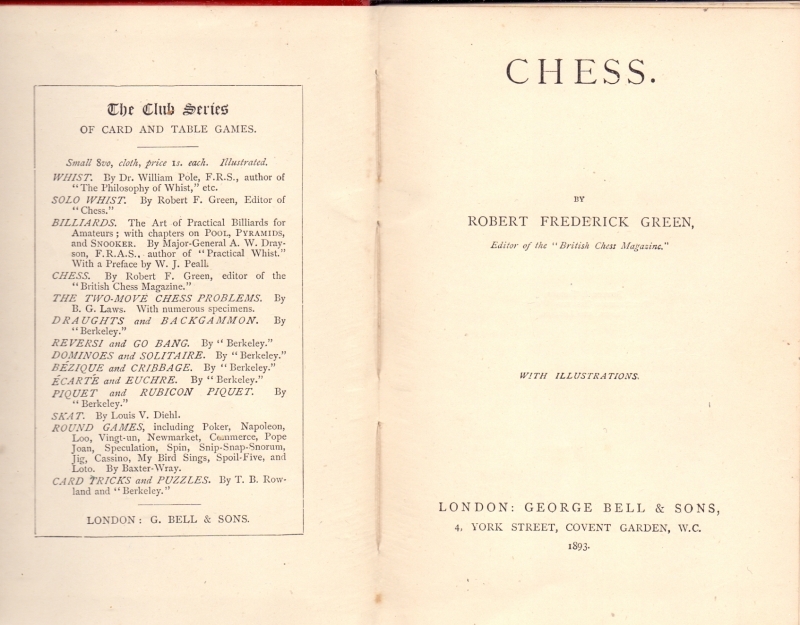 The Club Series
OF CARD AND TABLE GAMES.
Small 8vo, cloth, price 1s. each. Illustrated.
WHIST. By Dr. William Pole, F.R.S., author of
"The Philosophy of Whist," etc.
SOLO WHIST. By Robert F. Green, Editor of
"Chess."
BILLIARDS. The Art of Practical Billiards for
Amateurs; with chapters on POOL, PYRAMIDS,
and SNOOKER. By Major-General A. W. Dray-
son, F.R.A.S., author of "Practical Whist."
With a Preface by W. J. Peall.
CHESS. By Robert F. Green, editor of the
"British Chess Magazine."
THE TWO-MOVE CHESS PROBLEMS. By
B. G. Laws. With numerous specimens.
DRAUGHTS and BACKGAMMON. By
"Berkeley."
REVERSI and GO BANG. By "Berkeley."
DOMINOES and SOLITAIRE. By "Berkeley."
BÉZIQUE and CRIBBAGE. By "Berkeley."
ÉCARTÉ and EUCHRE. By "Berkeley."
PIQUET and RUBICON PIQUET. By
"Berkeley."
SKAT. By Louis V. Diehl.
ROUND GAMES, including Poker, Napoleon,
Loo, Vingt-un, Newmarket, Commerce, Pope
Joan, Speculation, Spin, Snip-Snap-Snorum,
Jig, Cassino, My Bird Sings, Spoil-Five, and
Loto. By Baxter-Wray.
CARD TRICKS and PUZZLES. By T. B. Row-
land and "Berkeley."
LONDON: G. BELL & SONS.
CHESS.
BY
ROBERT FREDERICK GREEN,
Editor of the "British Chess Magazine."
WITH ILLUSTRATIONS.
LONDON: GEORGE BELL & SONS,
4, YORK STREET, COVENT GARDEN, W.C.
1893.